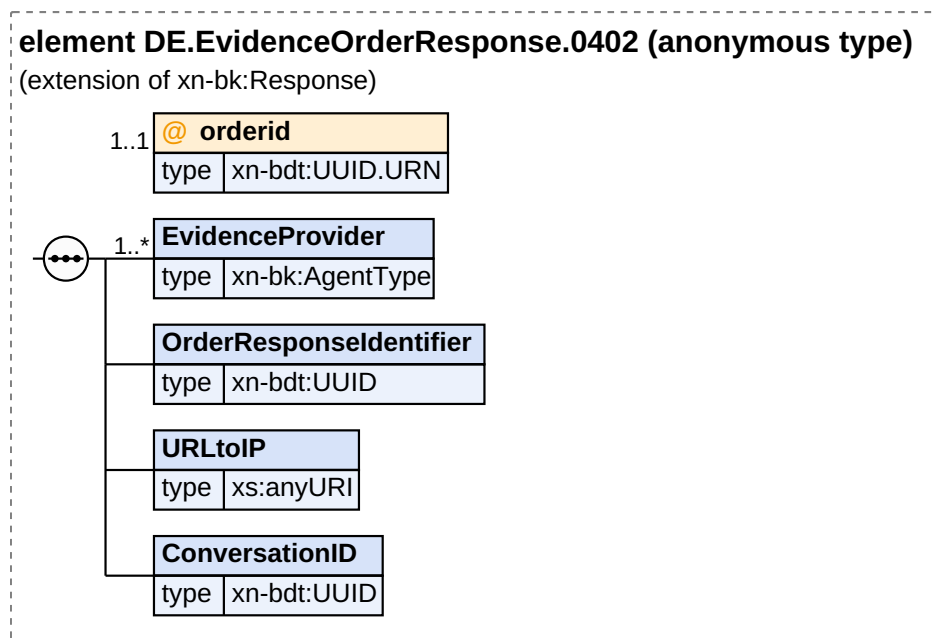 element DE.EvidenceOrderResponse.0402 (anonymous type)
(extension of xn-bk:Response)
1..1 @ orderid
type xn-bdt:UUID.URN
1..* EvidenceProvider
type xn-bk:AgentType
OrderResponseIdentifier
type xn-bdt:UUID
URLtoIP
type xs:anyURI
ConversationID
type xn-bdt:UUID